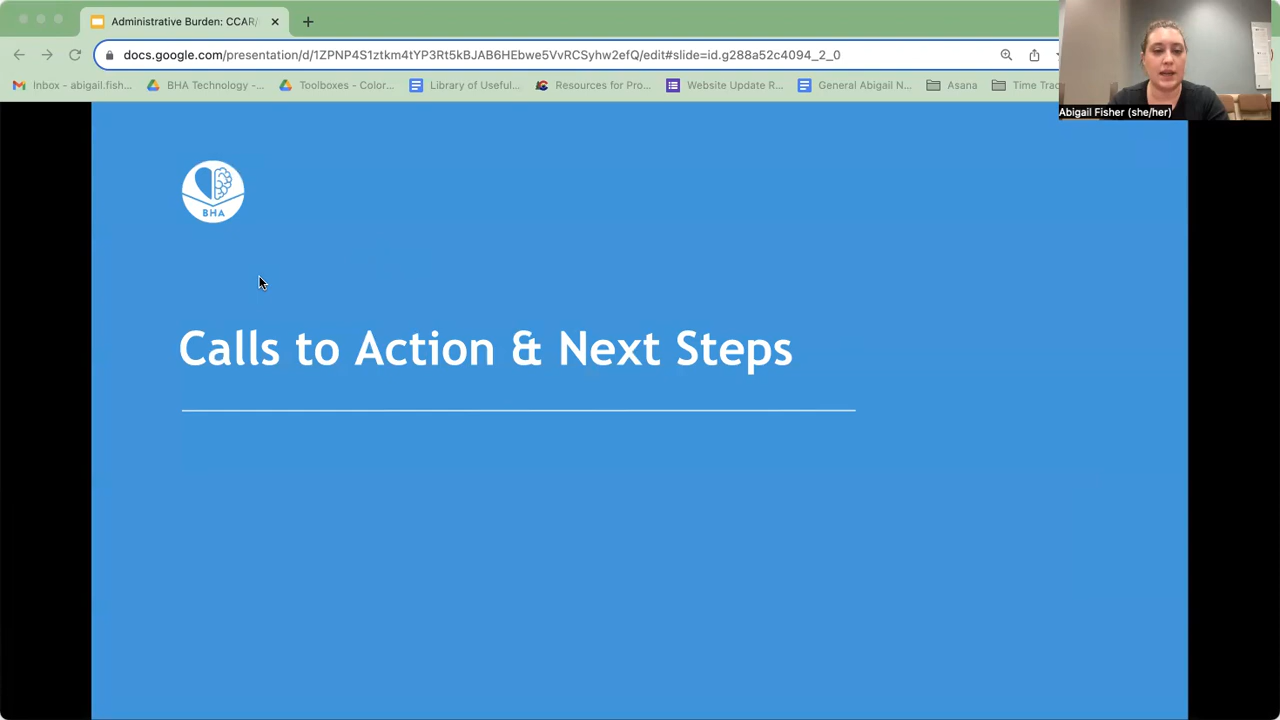 Administrative Burden: CCAR/
docs.google.com/presentation/d/1ZPNP4S1ztkm4tYP3Rt5kBJAB6HEbwe5VvRCSyhw2efQ/edit#slide=id.g288a52c4094_2_0
Inbox - abigail.fish...
BHA Technology -...
Toolboxes - Color...
Library of Useful...
Resources for Pro...
Website Update R...
General Abigail N...
Asana
Time Trac
Abigail Fisher (she/her)
BHA
Calls to Action & Next Steps